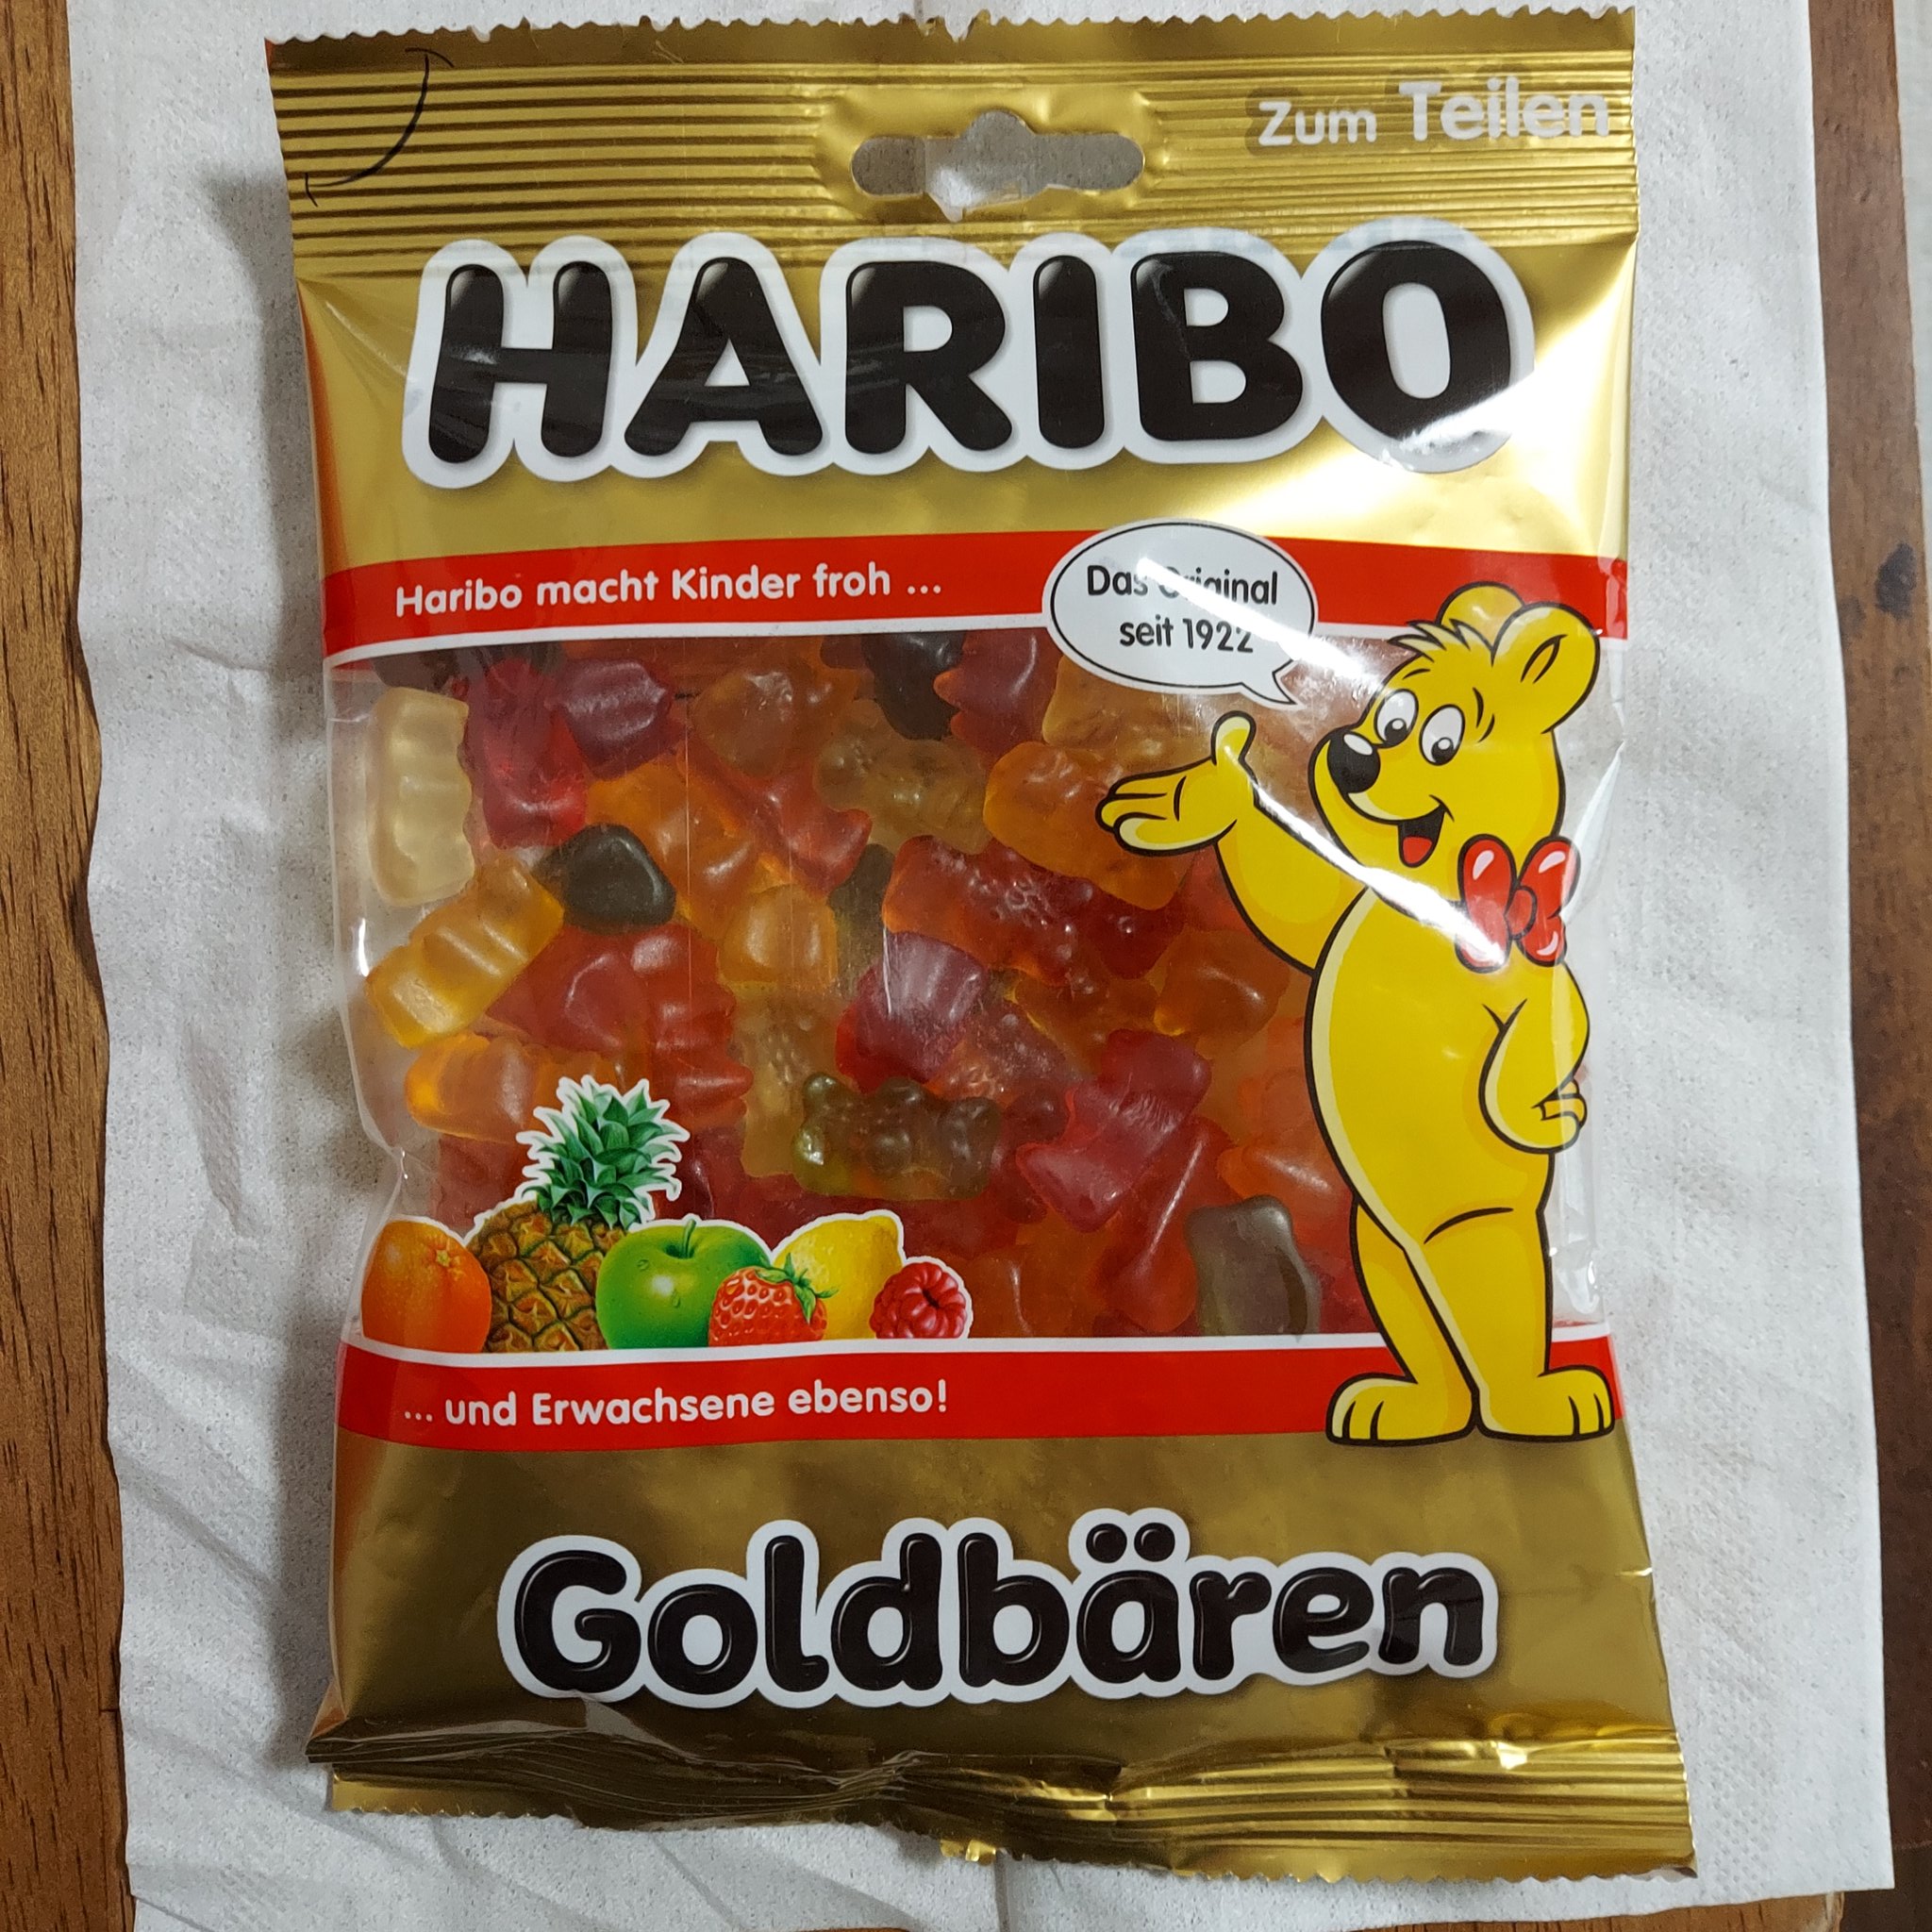 Zum Teilen
HARIBO
Haribo macht Kinder froh ...
Das Original
seit 1922
... und Erwachsene ebenso!
Goldbären